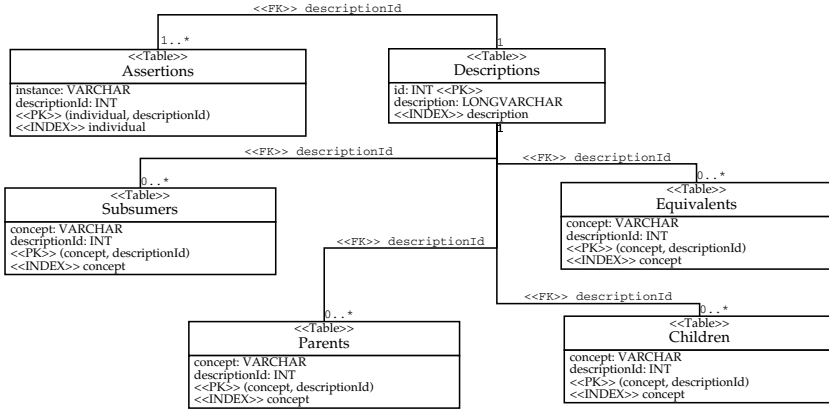 <<FK>> descriptionId
1..*
1
<<Table>>
Assertions
instance: VARCHAR
descriptionId: INT
<<PK>> (individual, descriptionId)
<<INDEX>> individual
<<Table>>
Descriptions
id: INT <<PK>>
description: LONGVARCHAR
<<INDEX>> description
1
<<FK>> descriptionId
0..*
<<Table>>
Subsumers
concept: VARCHAR
descriptionId: INT
<<PK>> (concept, descriptionId)
<<INDEX>> concept
<<FK>> descriptionId
0..*
<<Table>>
Equivalents
concept: VARCHAR
descriptionId: INT
<<PK>> (concept, descriptionId)
<<INDEX>> concept
<<FK>> descriptionId
0..*
<<Table>>
Parents
concept: VARCHAR
descriptionId: INT
<<PK>> (concept, descriptionId)
<<INDEX>> concept
<<FK>> descriptionId
0..*
<<Table>>
Children
concept: VARCHAR
descriptionId: INT
<<PK>> (concept, descriptionId)
<<INDEX>> concept